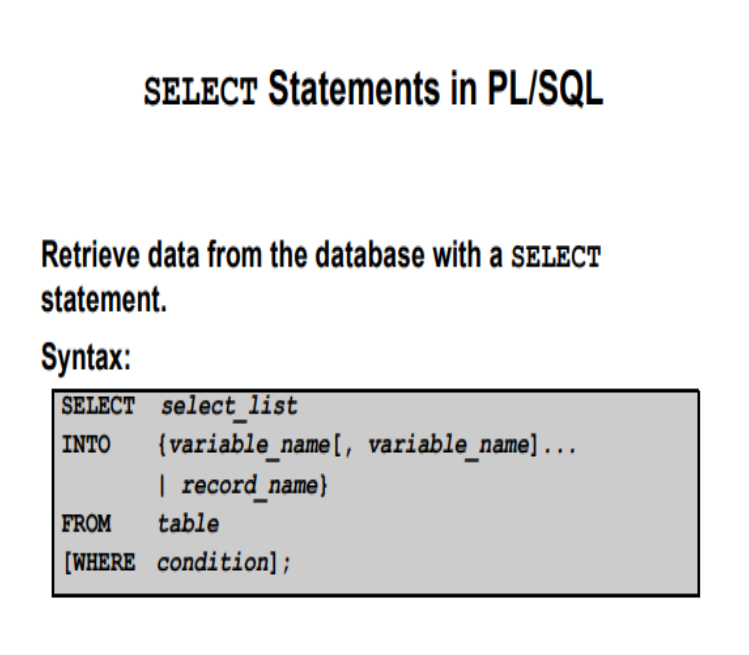 SELECT Statements in PL/SQL
Retrieve data from the database with a SELECT
statement.
Syntax:
SELECT select_list
INTO {variable_name[, variable_name]...
| record_name}
FROM table
[WHERE condition];